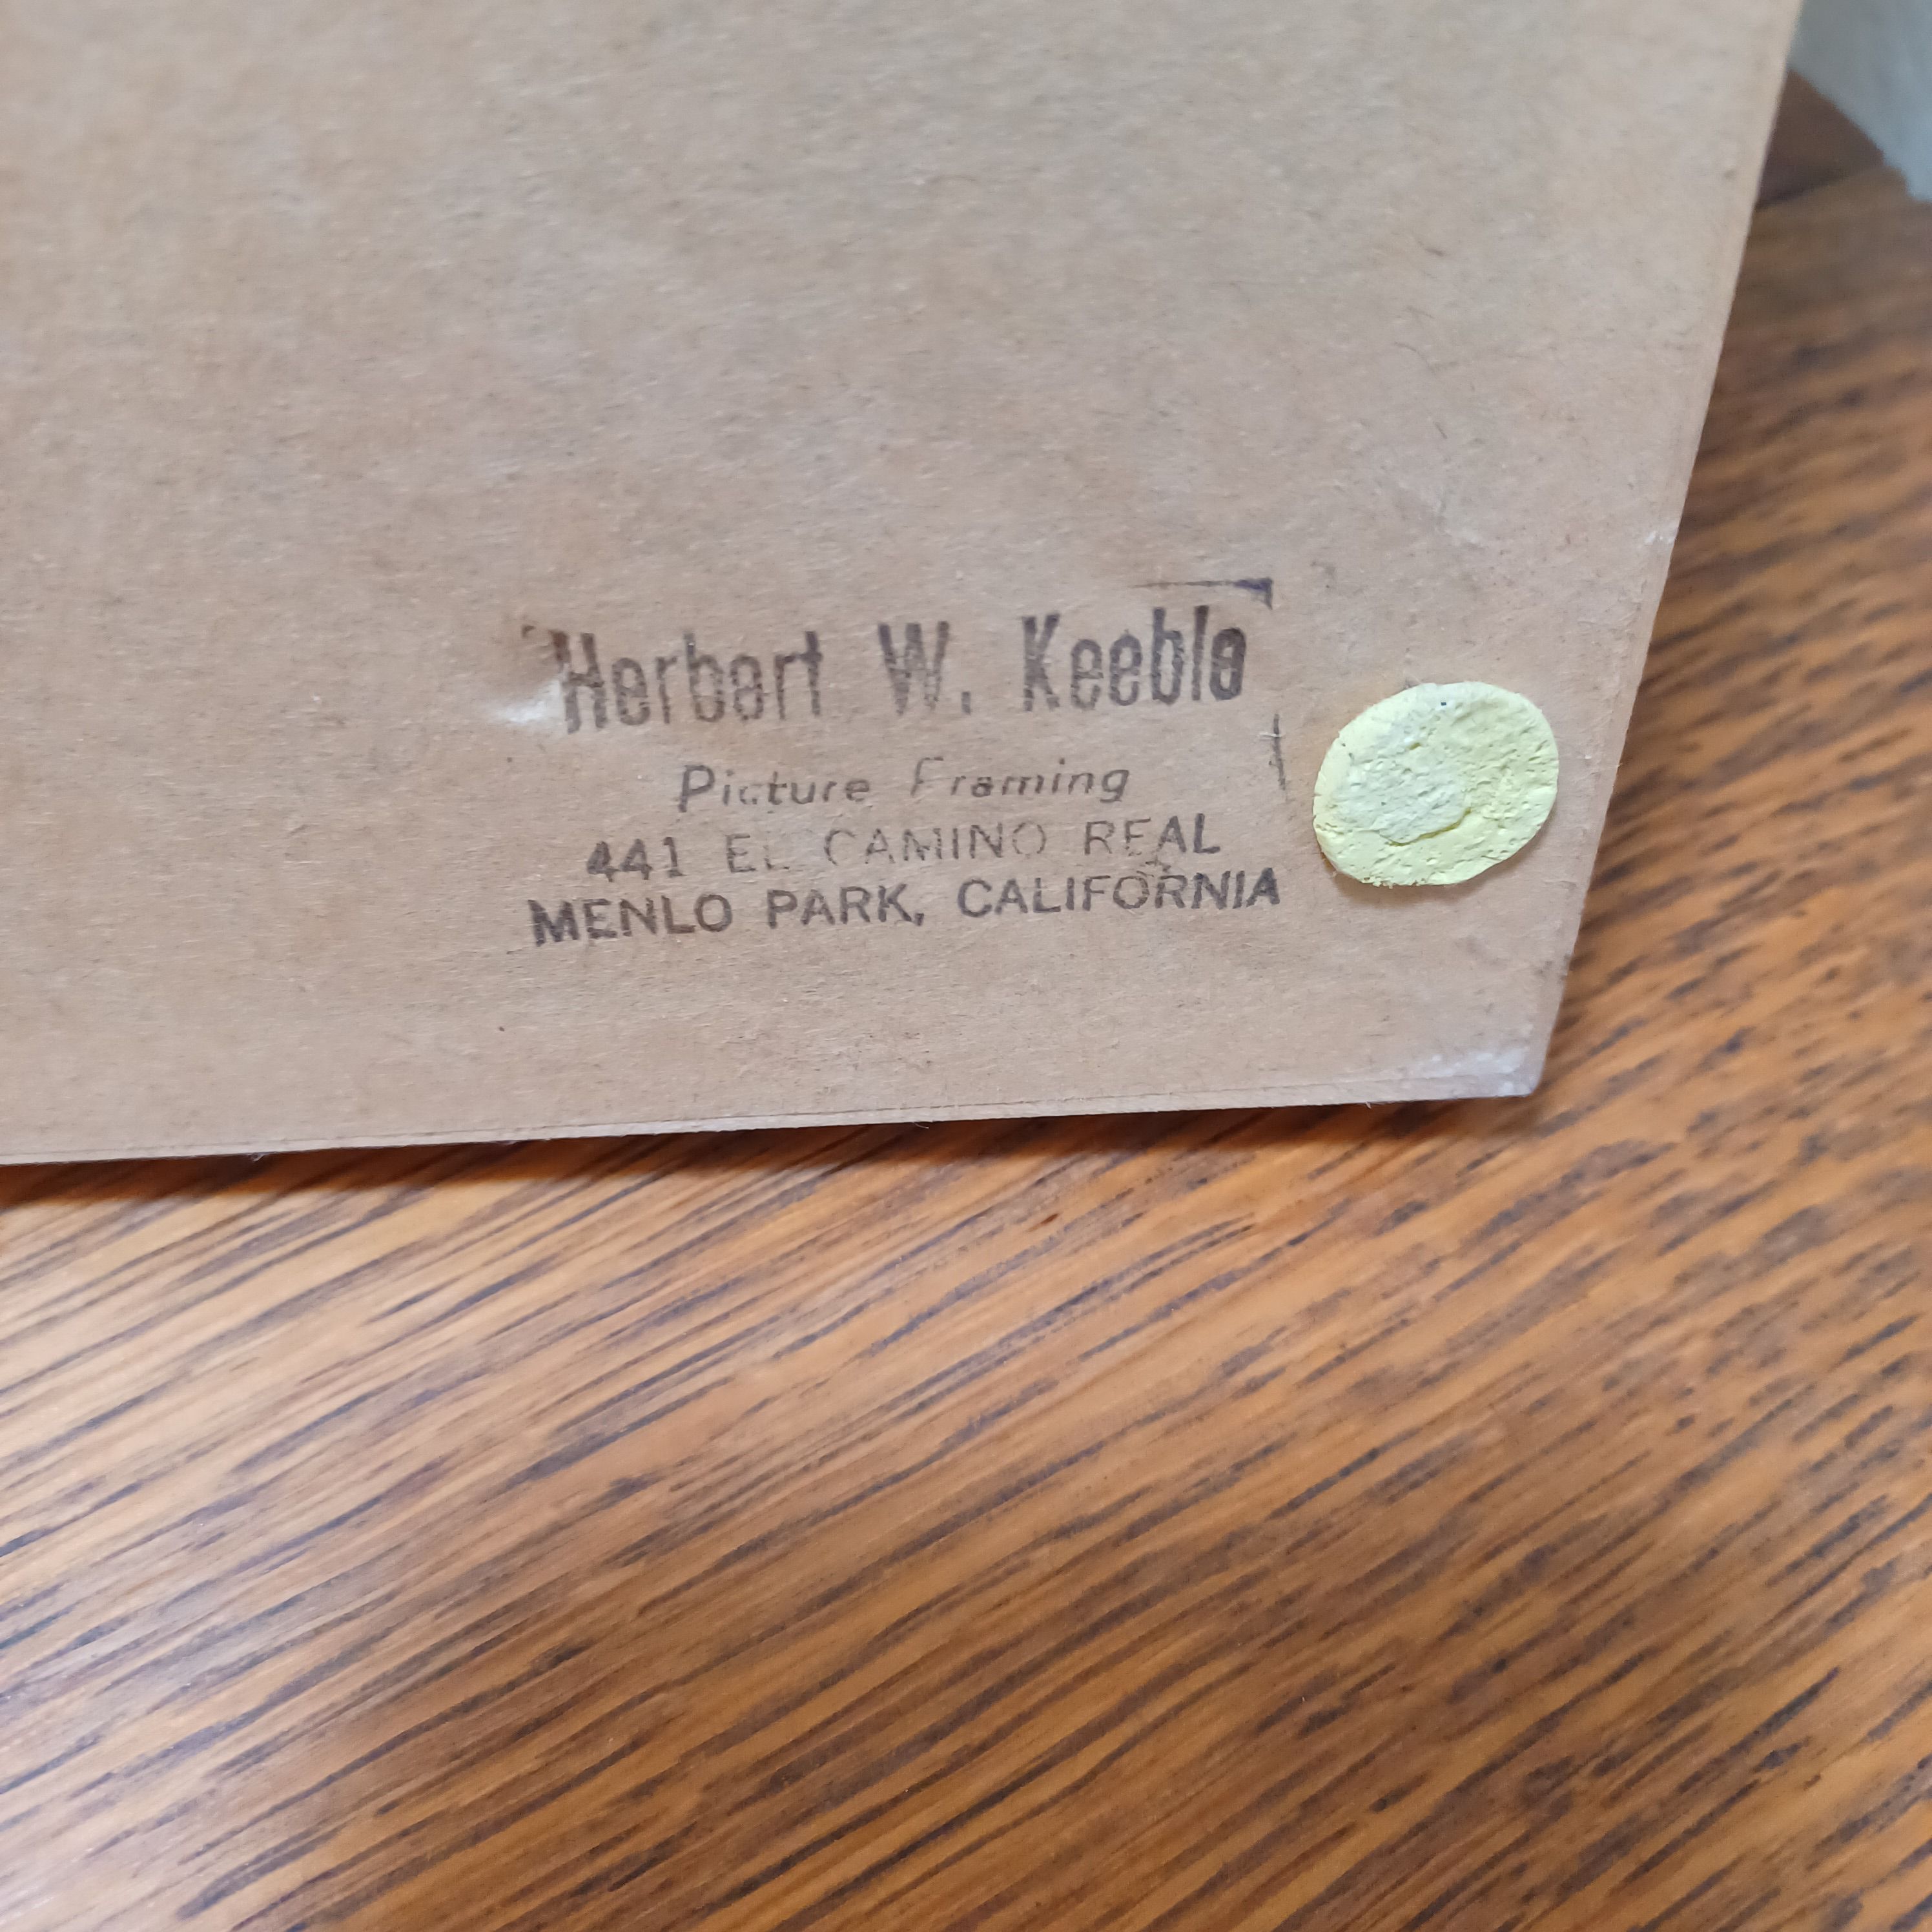 Herbert W. Keeble
Picture Framing
441 EL CAMINO REAL
MENLO PARK, CALIFORNIA